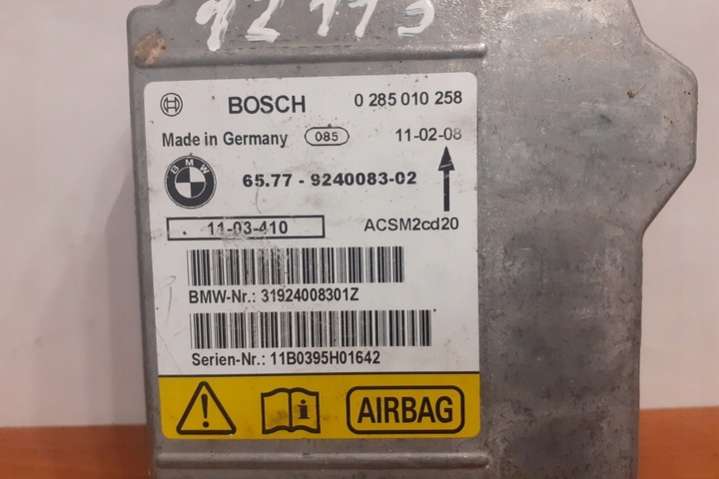 BOSCH 0 285 010 258
Made in Germany 085 11-02-08
BMW
65.77 - 9240083-02
11-03-410 ACSM2cd20
BMW-Nr.: 31924008301Z
Serien-Nr.: 11B0395H01642
AIRBAG